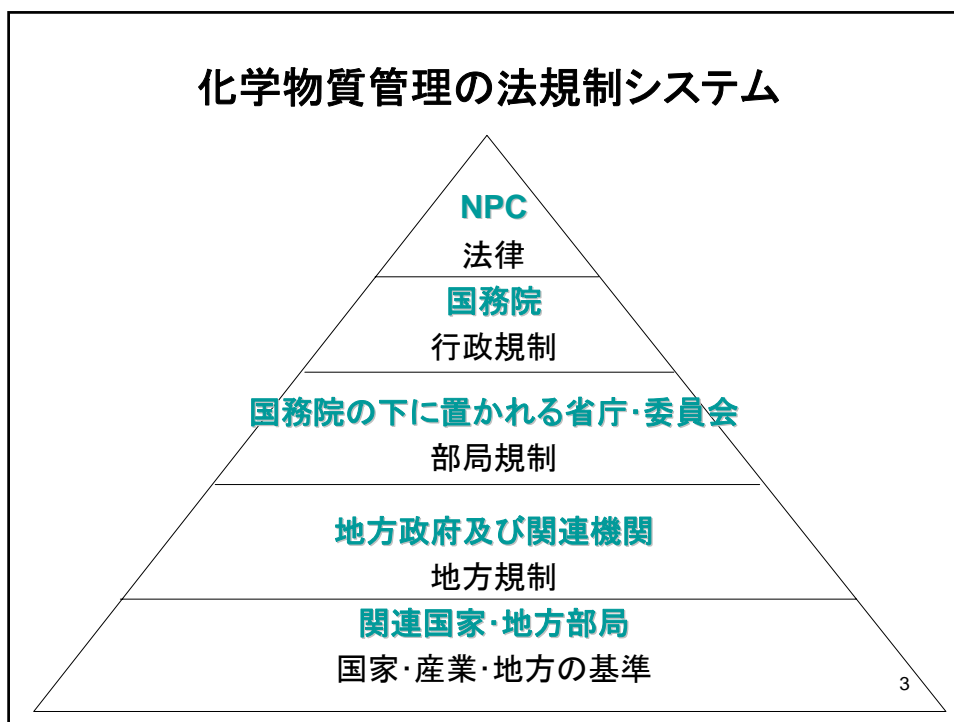 化学物質管理の法規制システム
NPC
法律
国務院
行政規制
国務院の下に置かれる省庁・委員会
部局規制
地方政府及び関連機関
地方規制
関連国家・地方部局
国家・産業・地方の基準
3